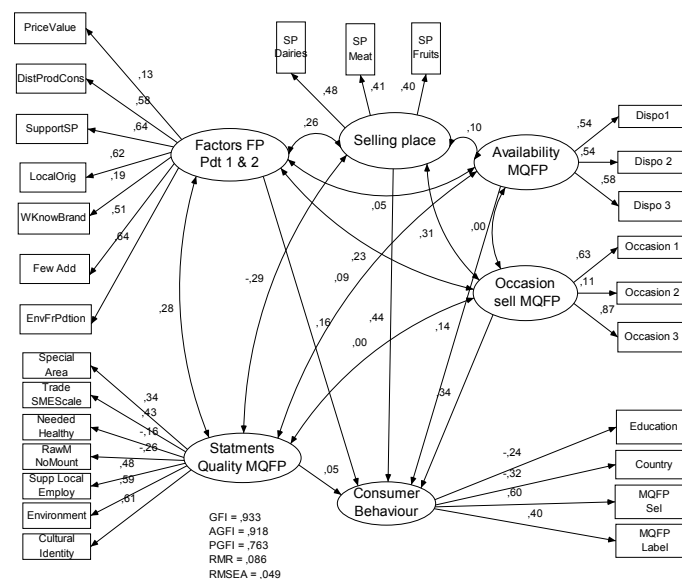 PriceValue
DistProdCons
SupportSP
LocalOrig
WKnowBrand
Few Add
EnvFrPdtion
,13
,58
,64
,62
,19
,51
,64
Factors FP
Pdt 1 & 2
SP
Dairies
SP
Meat
SP
Fruits
,48
,41
,40
Selling place
,26
,10
Availability
MQFP
,54
,54
,58
Dispo1
Dispo 2
Dispo 3
,05
,00
,31
,23
,09
-,29
,28
,16
,44
,00
,14
,34
Occasion
sell MQFP
,63
,11
,87
Occasion 1
Occasion 2
Occasion 3
Special
Area
Trade
SMEScale
Needed
Healthy
RawM
NoMount
Supp Local
Employ
Environment
Cultural
Identity
,34
,43
-,16
-,26
,48
,59
,61
Statments
Quality MQFP
,05
Consumer
Behaviour
-,24
-,32
,60
,40
Education
Country
MQFP
Sel
MQFP
Label
GFI = ,933
AGFI = ,918
PGFI = ,763
RMR = ,086
RMSEA = ,049